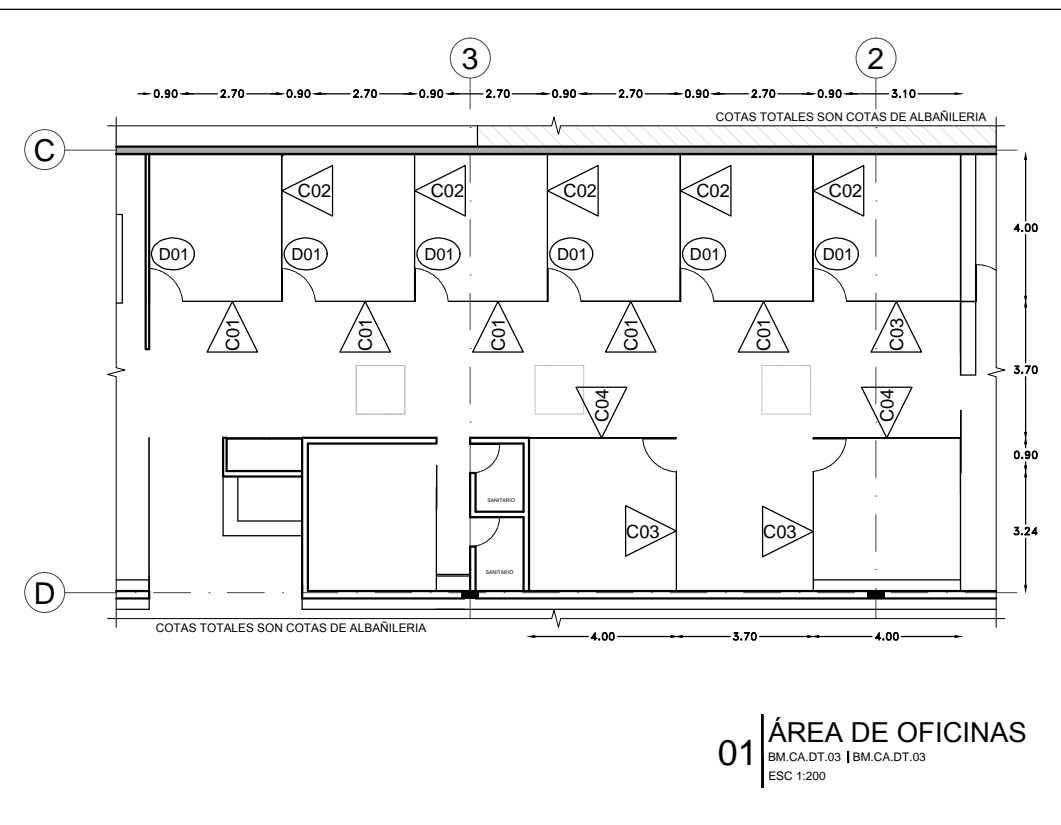 3 2
0.90 2.70 0.90 2.70 0.90 2.70 0.90 2.70 0.90 2.70 0.90 3.10
COTAS TOTALES SON COTAS DE ALBAÑILERIA
C
C02 C02 C02 C02 C02
4.00
D01 D01 D01 D01 D01 D01
C01 C01 C01 C01 C01 C03
3.70
C04 C04
0.90
SANITARIO
C03 C03
3.24
SANITARIO
D
COTAS TOTALES SON COTAS DE ALBAÑILERIA
4.00 3.70 4.00
01
ÁREA DE OFICINAS
BM.CA.DT.03 BM.CA.DT.03
ESC 1:200